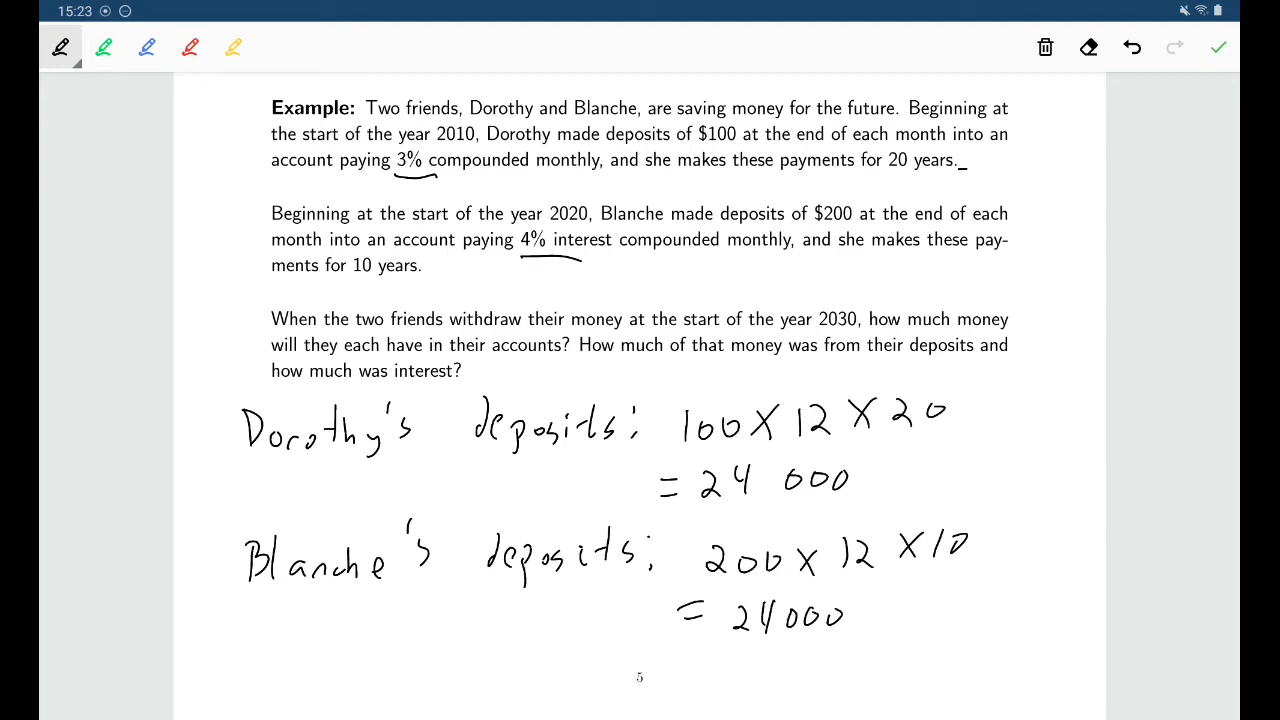 15:23
Example: Two friends, Dorothy and Blanche, are saving money for the future. Beginning at
the start of the year 2010, Dorothy made deposits of $100 at the end of each month into an
account paying 3% compounded monthly, and she makes these payments for 20 years.
Beginning at the start of the year 2020, Blanche made deposits of $200 at the end of each
month into an account paying 4% interest compounded monthly, and she makes these pay-
ments for 10 years.
When the two friends withdraw their money at the start of the year 2030, how much money
will they each have in their accounts? How much of that money was from their deposits and
how much was interest?
Dorothy's deposits: 100 X 12 X 20
= 24 000
Blanche's deposits: 200 X 12 X 10
= 24000
5